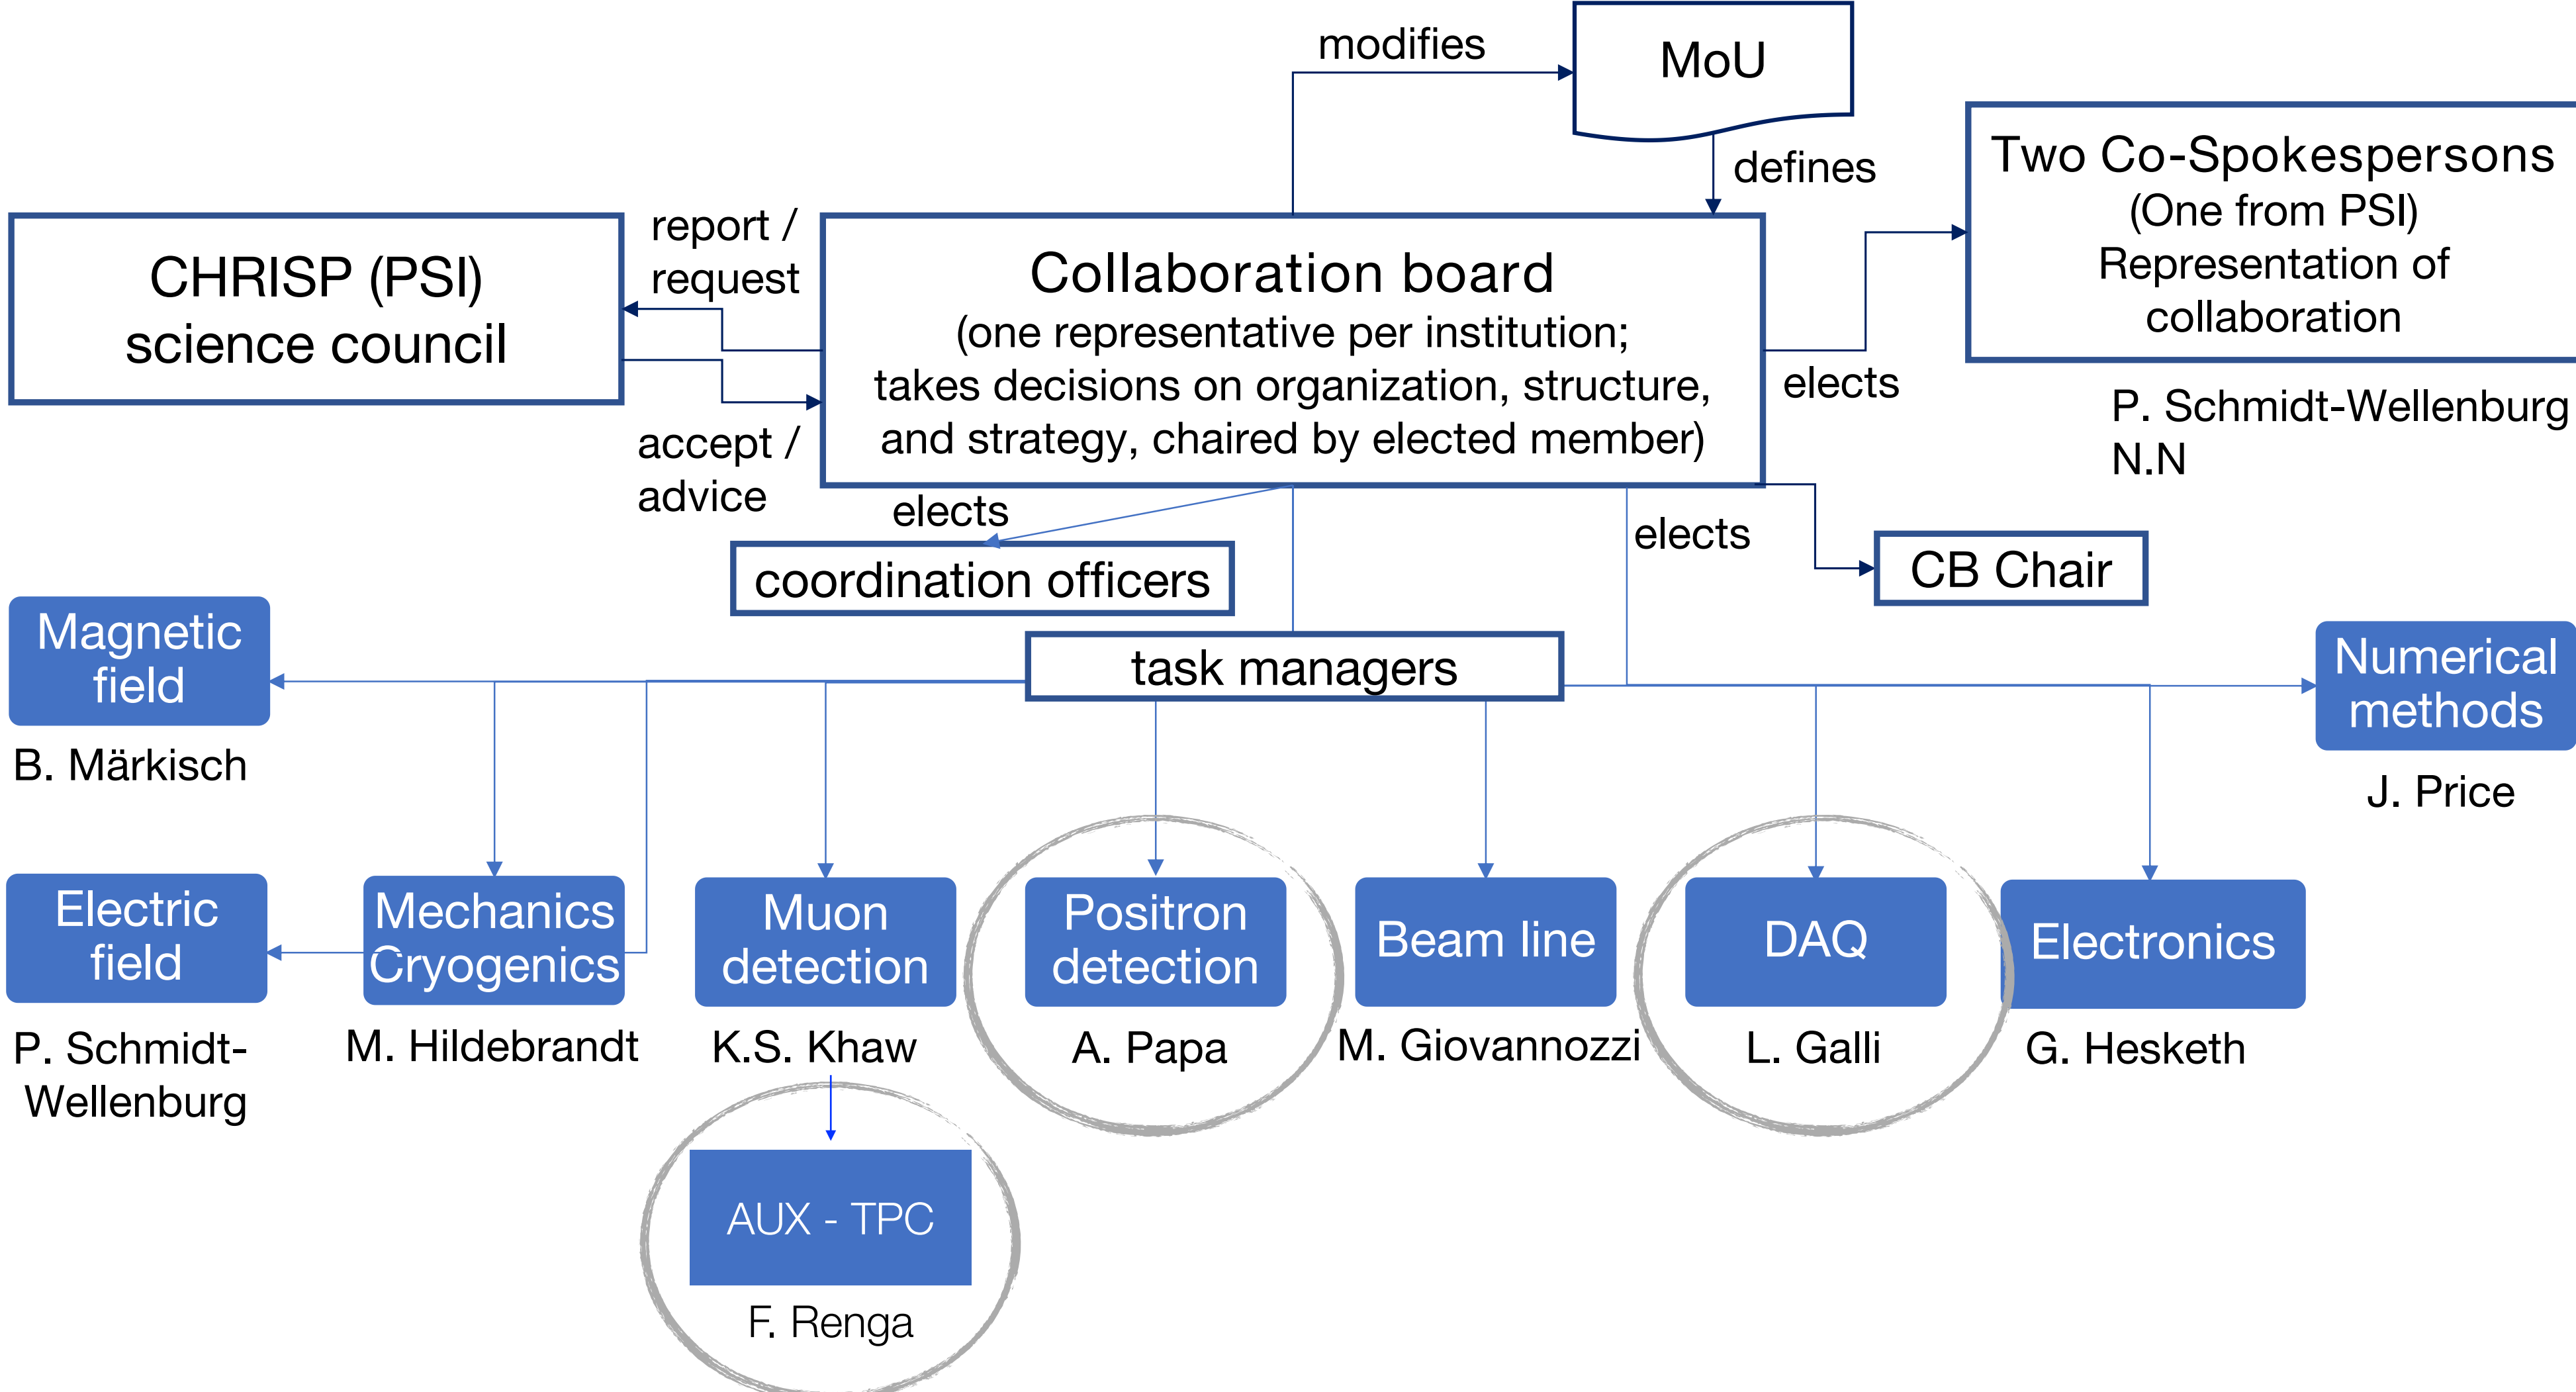 modifies
MoU
defines
Two Co-Spokespersons
(One from PSI)
Representation of
collaboration
P. Schmidt-Wellenburg
N.N
CHRISP (PSI)
science council
report /
request
accept /
advice
Collaboration board
(one representative per institution;
takes decisions on organization, structure,
and strategy, chaired by elected member)
elects
elects
elects
coordination officers
CB Chair
task managers
Magnetic
field
B. Märkisch
Numerical
methods
J. Price
Electric
field
P. Schmidt-
Wellenburg
Mechanics
Cryogenics
M. Hildebrandt
Muon
detection
K.S. Khaw
Positron
detection
A. Papa
Beam line
M. Giovannozzi
DAQ
L. Galli
Electronics
G. Hesketh
AUX - TPC
F. Renga